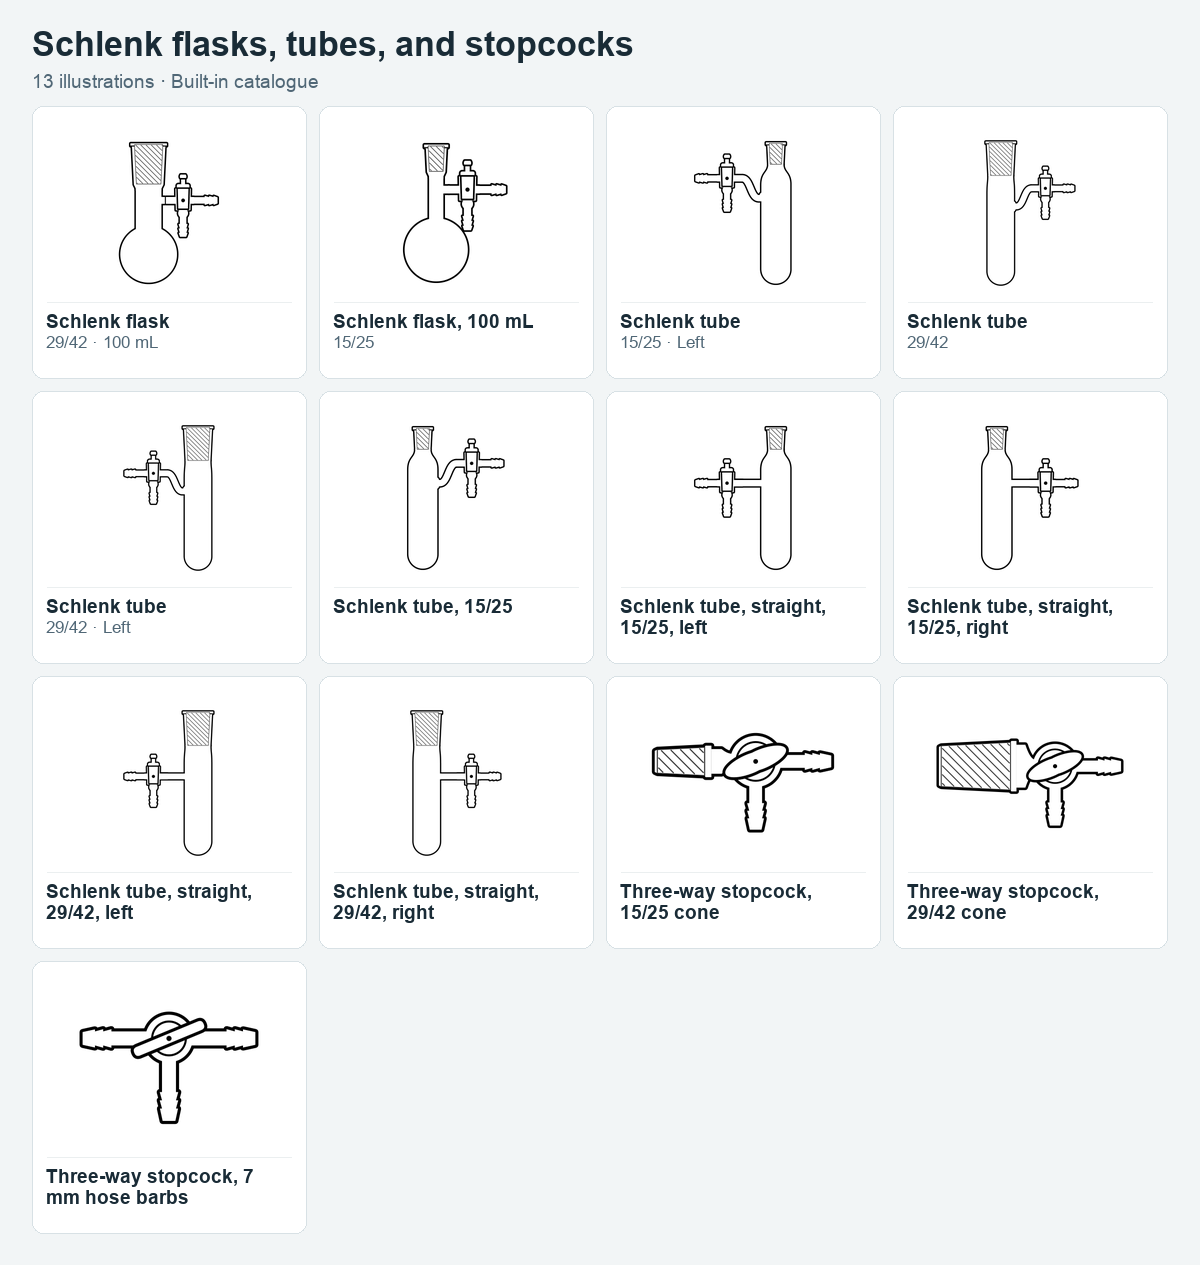 Schlenk flasks, tubes, and stopcocks
13 illustrations · Built-in catalogue
Schlenk flask
29/42 · 100 mL
Schlenk flask, 100 mL
15/25
Schlenk tube
15/25 · Left
Schlenk tube
29/42
Schlenk tube
29/42 · Left
Schlenk tube, 15/25
Schlenk tube, straight,
15/25, left
Schlenk tube, straight,
15/25, right
Schlenk tube, straight,
29/42, left
Schlenk tube, straight,
29/42, right
Three-way stopcock,
15/25 cone
Three-way stopcock,
29/42 cone
Three-way stopcock, 7
mm hose barbs